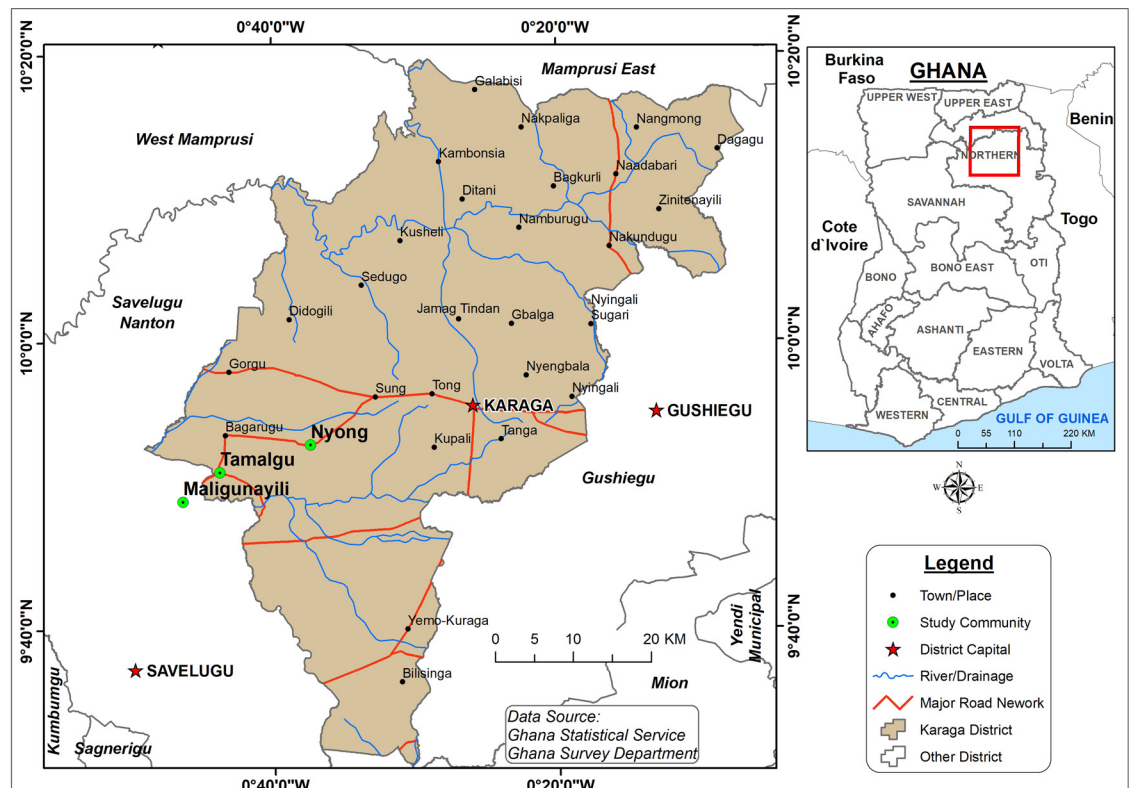 0°40'0"W
0°20'0"W
10°20'0"N
10°0'0"N
9°40'0"N
10°20'0"N
10°0'0"N
9°40'0"N
0°40'0"W
0°20'0"W
Mamprusi East
West Mamprusi
Savelugu
Nanton
Gushiegu
Yendi
Municipal
Mion
Kumbumgu
Sagnerigu
Galabisi
Nakpaliga
Nangmong
Dagagu
Kambonsia
Naadabari
Bagkurli
Ditani
Zinitenayili
Namburugu
Kusheli
Nakundugu
Sedugo
Nyingali
Sugari
Didogili
Jamag Tindan
Gbalga
Gorgu
Nyengbala
Sung
Tong
Nyingali
KARAGA
GUSHIEGU
Bagarugu
Nyong
Kupali
Tanga
Tamalgu
Maligunayili
Yemo-Kuraga
SAVELUGU
Bilisinga
0 5 10 20 KM
Data Source:
Ghana Statistical Service
Ghana Survey Department
Burkina
Faso
GHANA
UPPER WEST
UPPER EAST
Benin
NORTHERN
SAVANNAH
Cote
d`Ivoire
Togo
BONO
BONO EAST
OTI
AHAFO
ASHANTI
EASTERN
VOLTA
WESTERN
CENTRAL
GULF OF GUINEA
0 55 110 220 KM
N
W E
S
Legend
Town/Place
Study Community
District Capital
River/Drainage
Major Road Nework
Karaga District
Other District